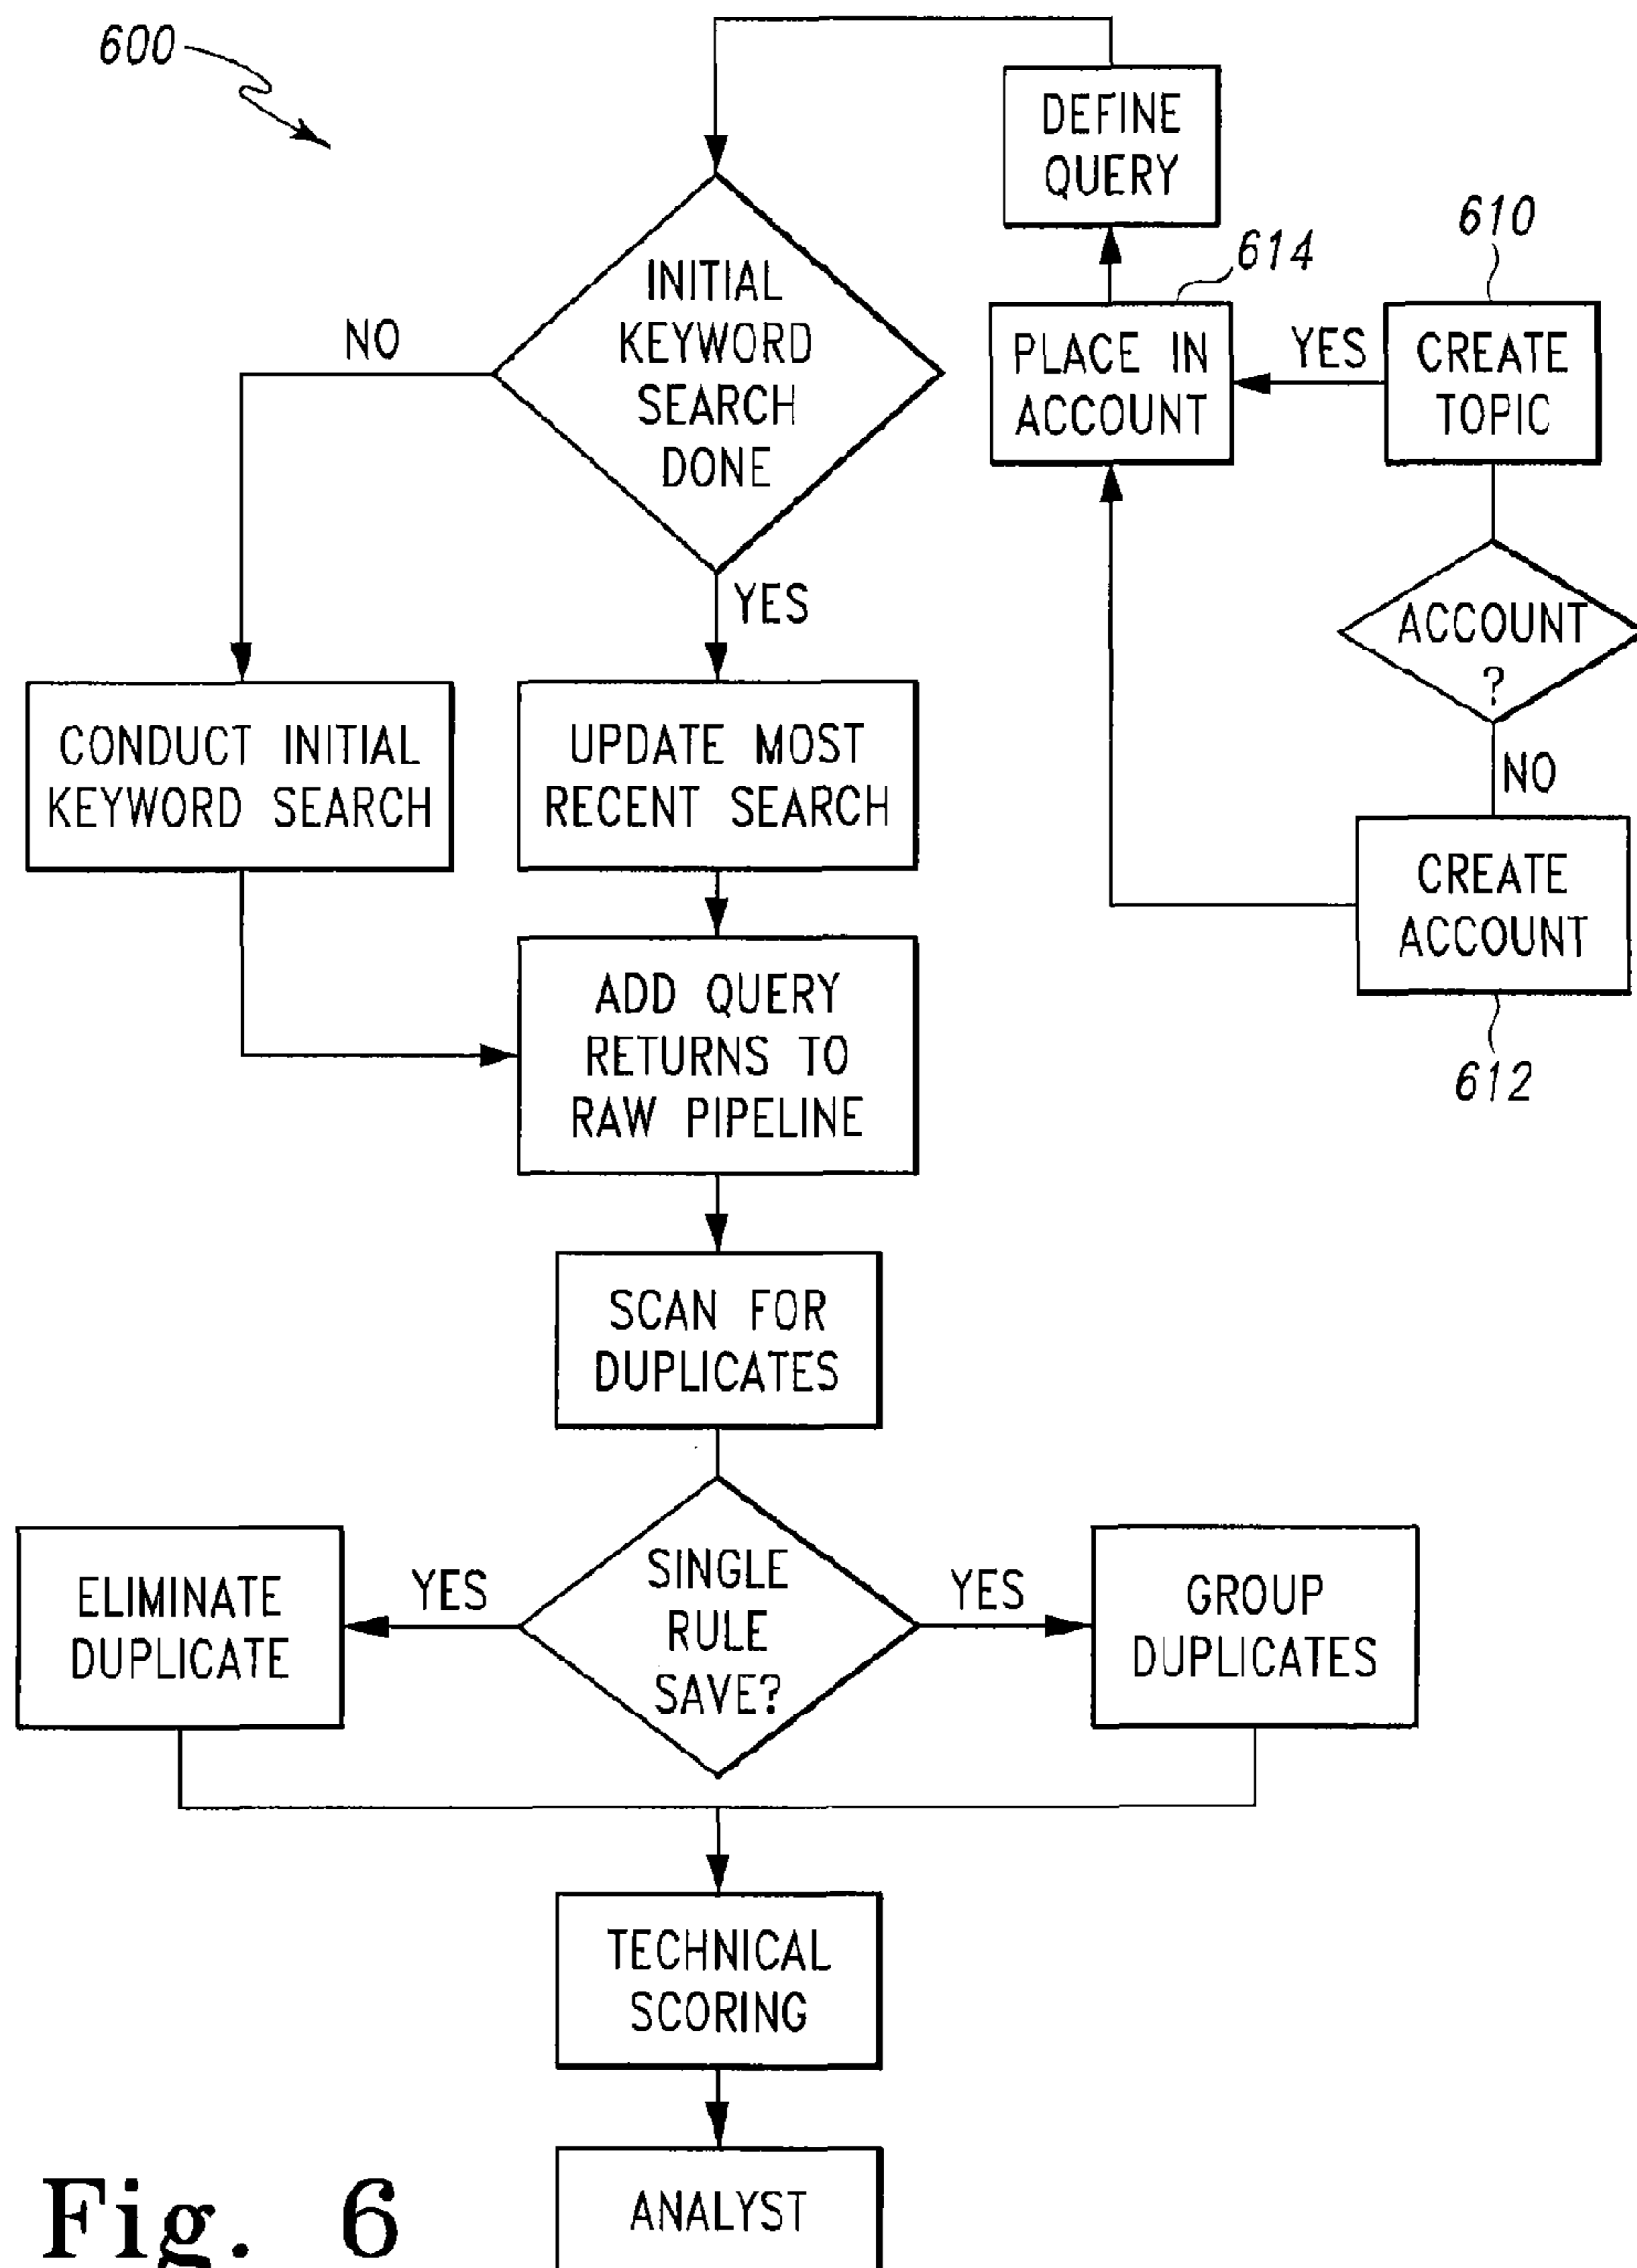 600
DEFINE
QUERY
610
614
INITIAL
KEYWORD
SEARCH
DONE
NO
PLACE IN
ACCOUNT
YES
CREATE
TOPIC
YES
ACCOUNT
?
NO
CONDUCT INITIAL
KEYWORD SEARCH
UPDATE MOST
RECENT SEARCH
CREATE
ACCOUNT
612
ADD QUERY
RETURNS TO
RAW PIPELINE
SCAN FOR
DUPLICATES
ELIMINATE
DUPLICATE
YES
SINGLE
RULE
SAVE?
YES
GROUP
DUPLICATES
TECHNICAL
SCORING
ANALYST
Fig. 6